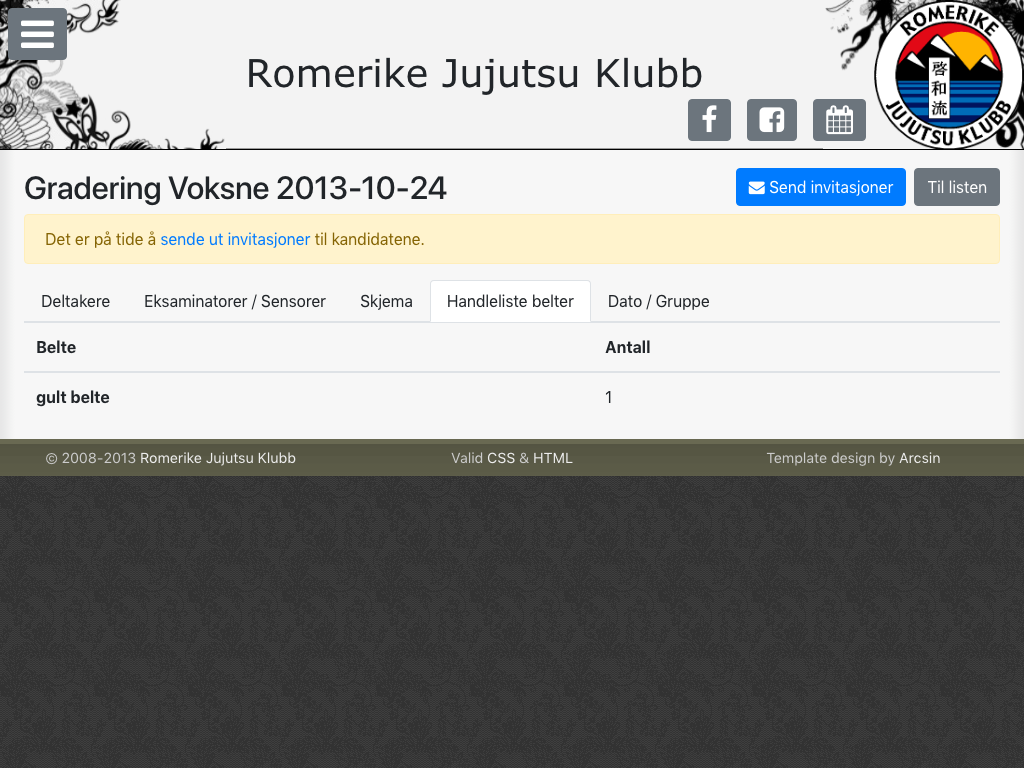 Romerike Jujutsu Klubb
ROMERIKE
啓和流
JUJUTSU KLUBB
Gradering Voksne 2013-10-24
Send invitasjoner
Til listen
Det er på tide å sende ut invitasjoner til kandidatene.
Deltakere Eksaminatorer / Sensorer Skjema Handleliste belter Dato / Gruppe
Belte Antall
gult belte 1
© 2008-2013 Romerike Jujutsu Klubb Valid CSS & HTML Template design by Arcsin